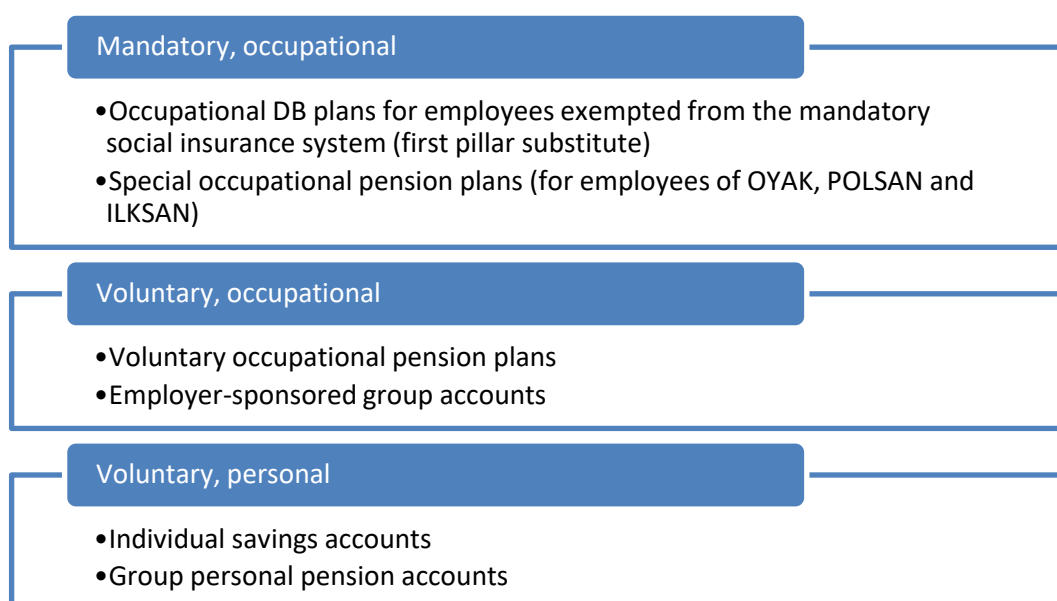 Mandatory, occupational
•Occupational DB plans for employees exempted from the mandatory
social insurance system (first pillar substitute)
•Special occupational pension plans (for employees of OYAK, POLSAN and
ILKSAN)
Voluntary, occupational
•Voluntary occupational pension plans
•Employer-sponsored group accounts
Voluntary, personal
•Individual savings accounts
•Group personal pension accounts